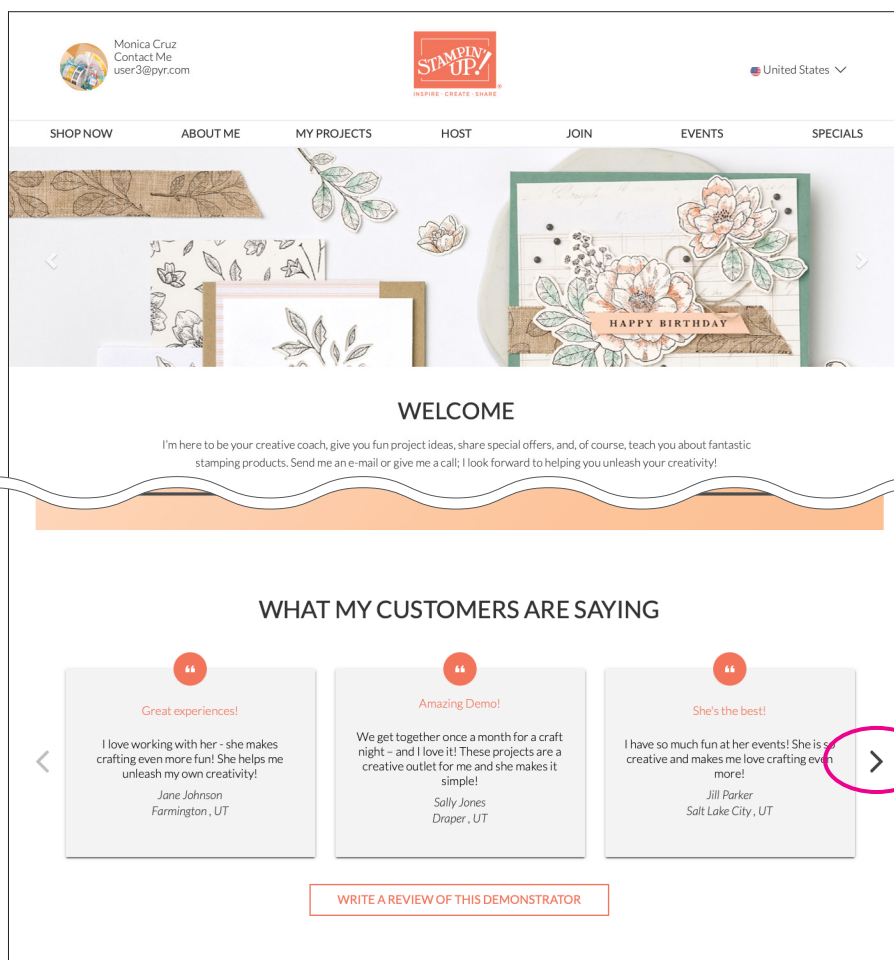 Monica Cruz
Contact Me
user3@pyr.com
STAMPIN' UP!®
INSPIRE · CREATE · SHARE
United States
SHOP NOW ABOUT ME MY PROJECTS HOST JOIN EVENTS SPECIALS
HAPPY BIRTHDAY
WELCOME
I'm here to be your creative coach, give you fun project ideas, share special offers, and, of course, teach you about fantastic
stamping products. Send me an e-mail or give me a call; I look forward to helping you unleash your creativity!
WHAT MY CUSTOMERS ARE SAYING
Great experiences!
I love working with her - she makes
crafting even more fun! She helps me
unleash my own creativity!
Jane Johnson
Farmington , UT
Amazing Demo!
We get together once a month for a craft
night – and I love it! These projects are a
creative outlet for me and she makes it
simple!
Sally Jones
Draper , UT
She's the best!
I have so much fun at her events! She is so
creative and makes me love crafting even
more!
Jill Parker
Salt Lake City , UT
WRITE A REVIEW OF THIS DEMONSTRATOR